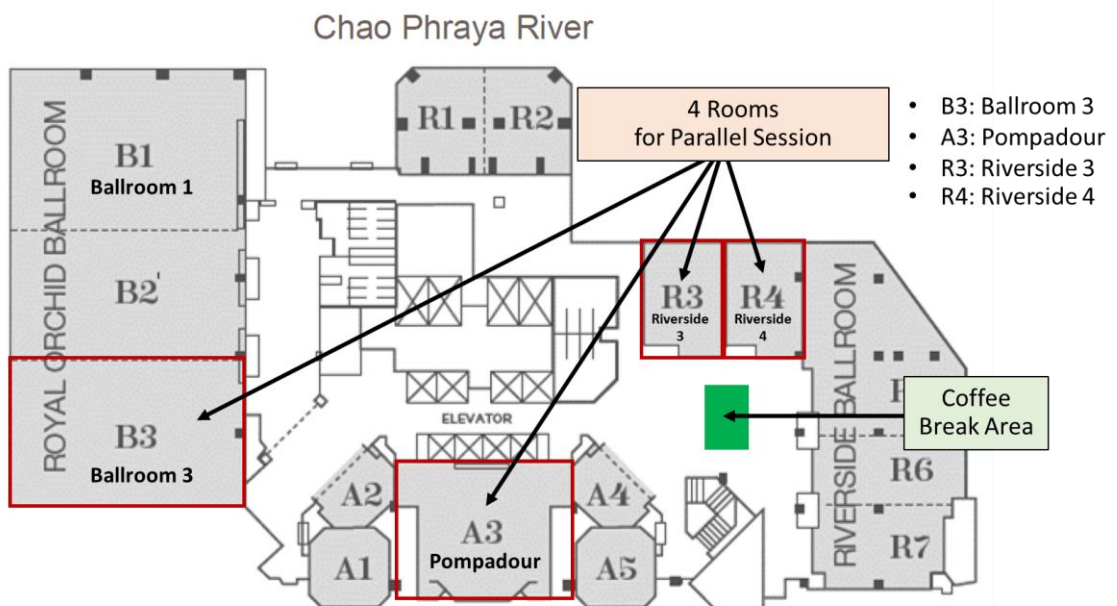 Chao Phraya River
4 Rooms
for Parallel Session
• B3: Ballroom 3
• A3: Pompadour
• R3: Riverside 3
• R4: Riverside 4
ROYAL ORCHID BALLROOM
B1
Ballroom 1
B2'
B3
Ballroom 3
R1
R2
R3
Riverside
3
R4
Riverside
4
RIVERSIDE BALLROOM
Coffee
Break Area
R6
R7
ELEVATOR
A2
A1
A3
Pompadour
A4
A5